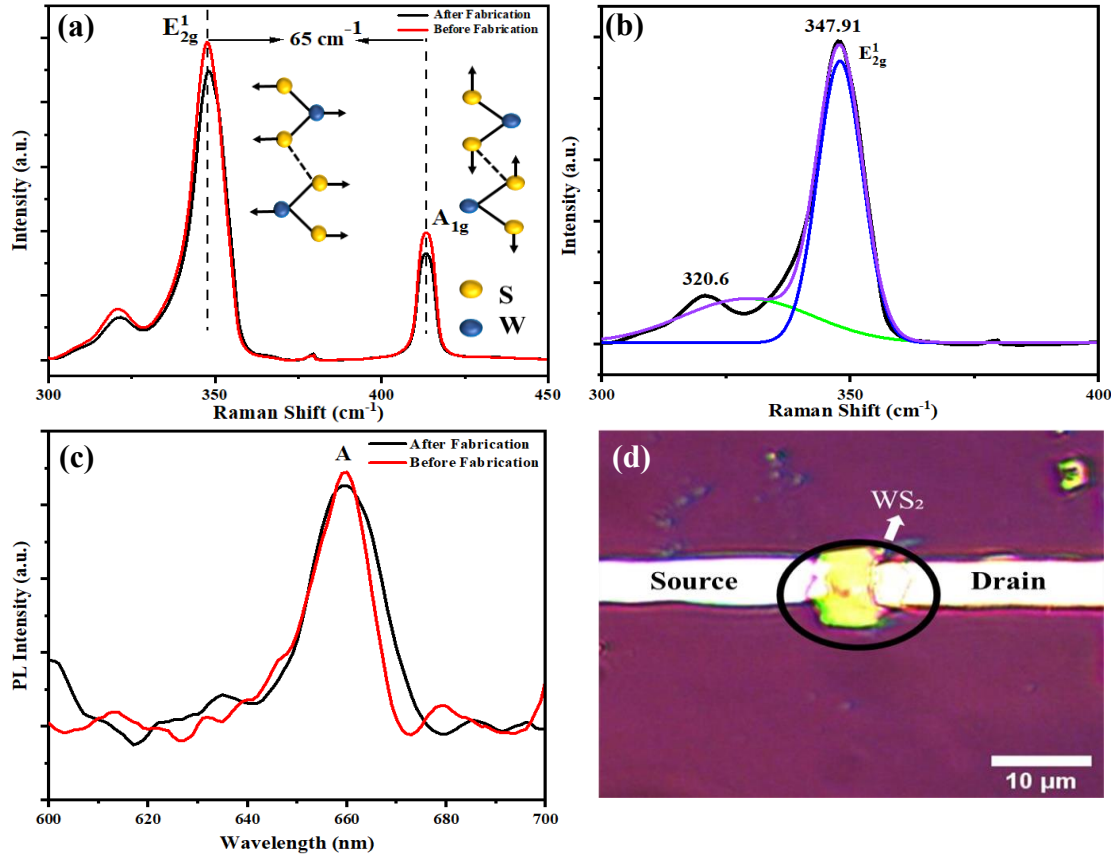 (a)
E¹₂g
65 cm⁻¹
After Fabrication
Before Fabrication
A₁g
S
W
Intensity (a.u.)
300 350 400 450
Raman Shift (cm⁻¹)
(b)
347.91
E¹₂g
320.6
Intensity (a.u.)
300 350 400
Raman Shift (cm⁻¹)
(c)
A
After Fabrication
Before Fabrication
PL Intensity (a.u.)
600 620 640 660 680 700
Wavelength (nm)
(d)
WS₂
Source
Drain
10 µm